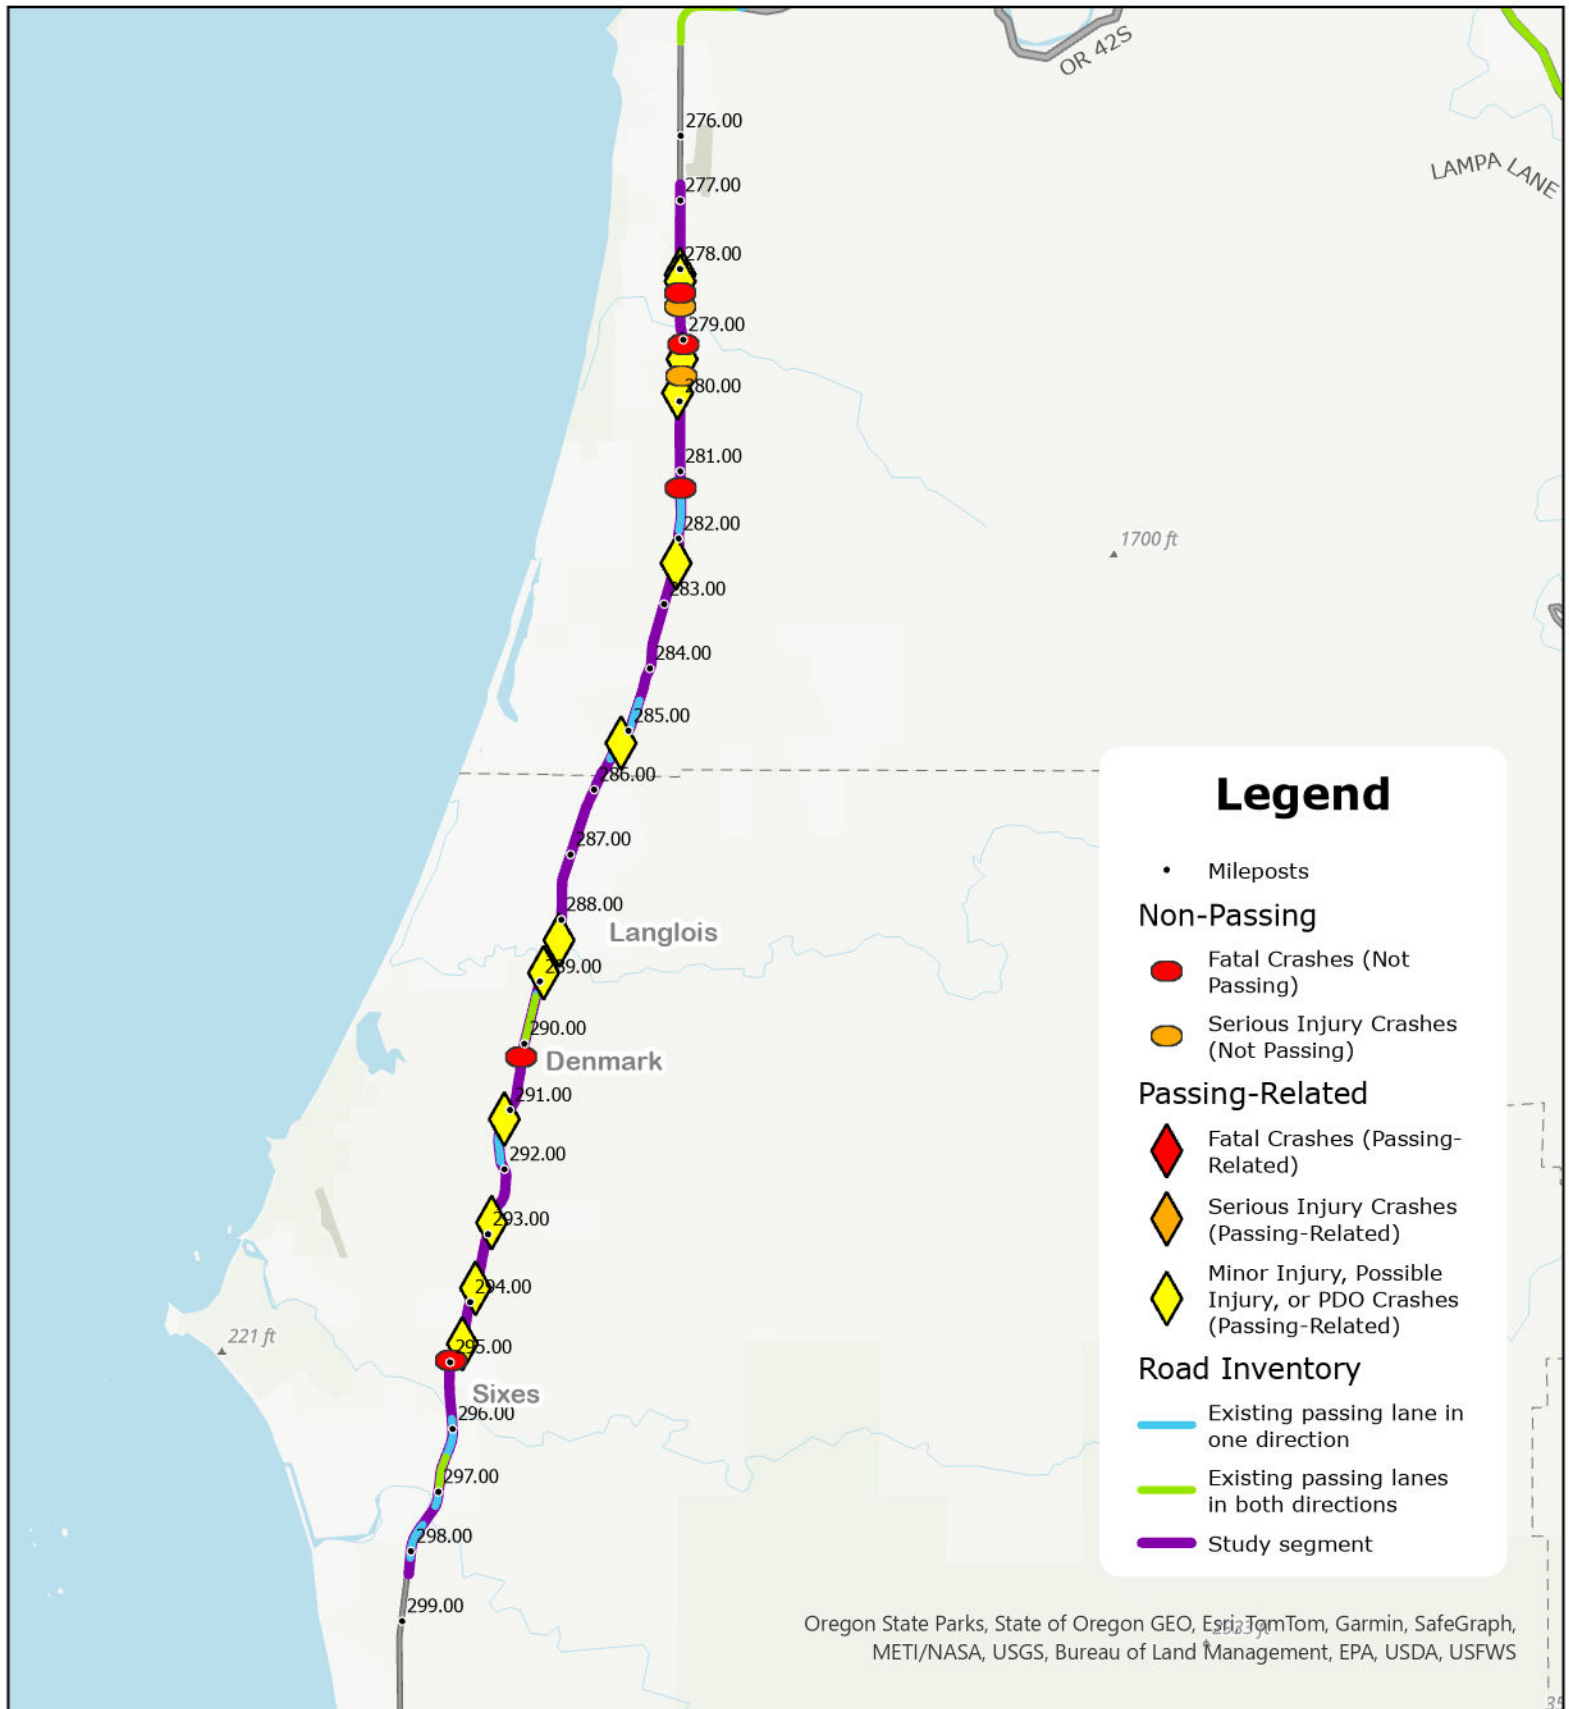 OR 42S
276.00
LAMPA LANE
277.00
278.00
279.00
280.00
281.00
282.00
1700 ft
283.00
284.00
285.00
286.00
287.00
288.00
Langlois
289.00
290.00
Denmark
291.00
292.00
293.00
294.00
221 ft
295.00
Sixes
296.00
297.00
298.00
299.00
Legend
Mileposts
Non-Passing
Fatal Crashes (Not
Passing)
Serious Injury Crashes
(Not Passing)
Passing-Related
Fatal Crashes (Passing-
Related)
Serious Injury Crashes
(Passing-Related)
Minor Injury, Possible
Injury, or PDO Crashes
(Passing-Related)
Road Inventory
Existing passing lane in
one direction
Existing passing lanes
in both directions
Study segment
Oregon State Parks, State of Oregon GEO, Esri, TomTom, Garmin, SafeGraph,
METI/NASA, USGS, Bureau of Land Management, EPA, USDA, USFWS